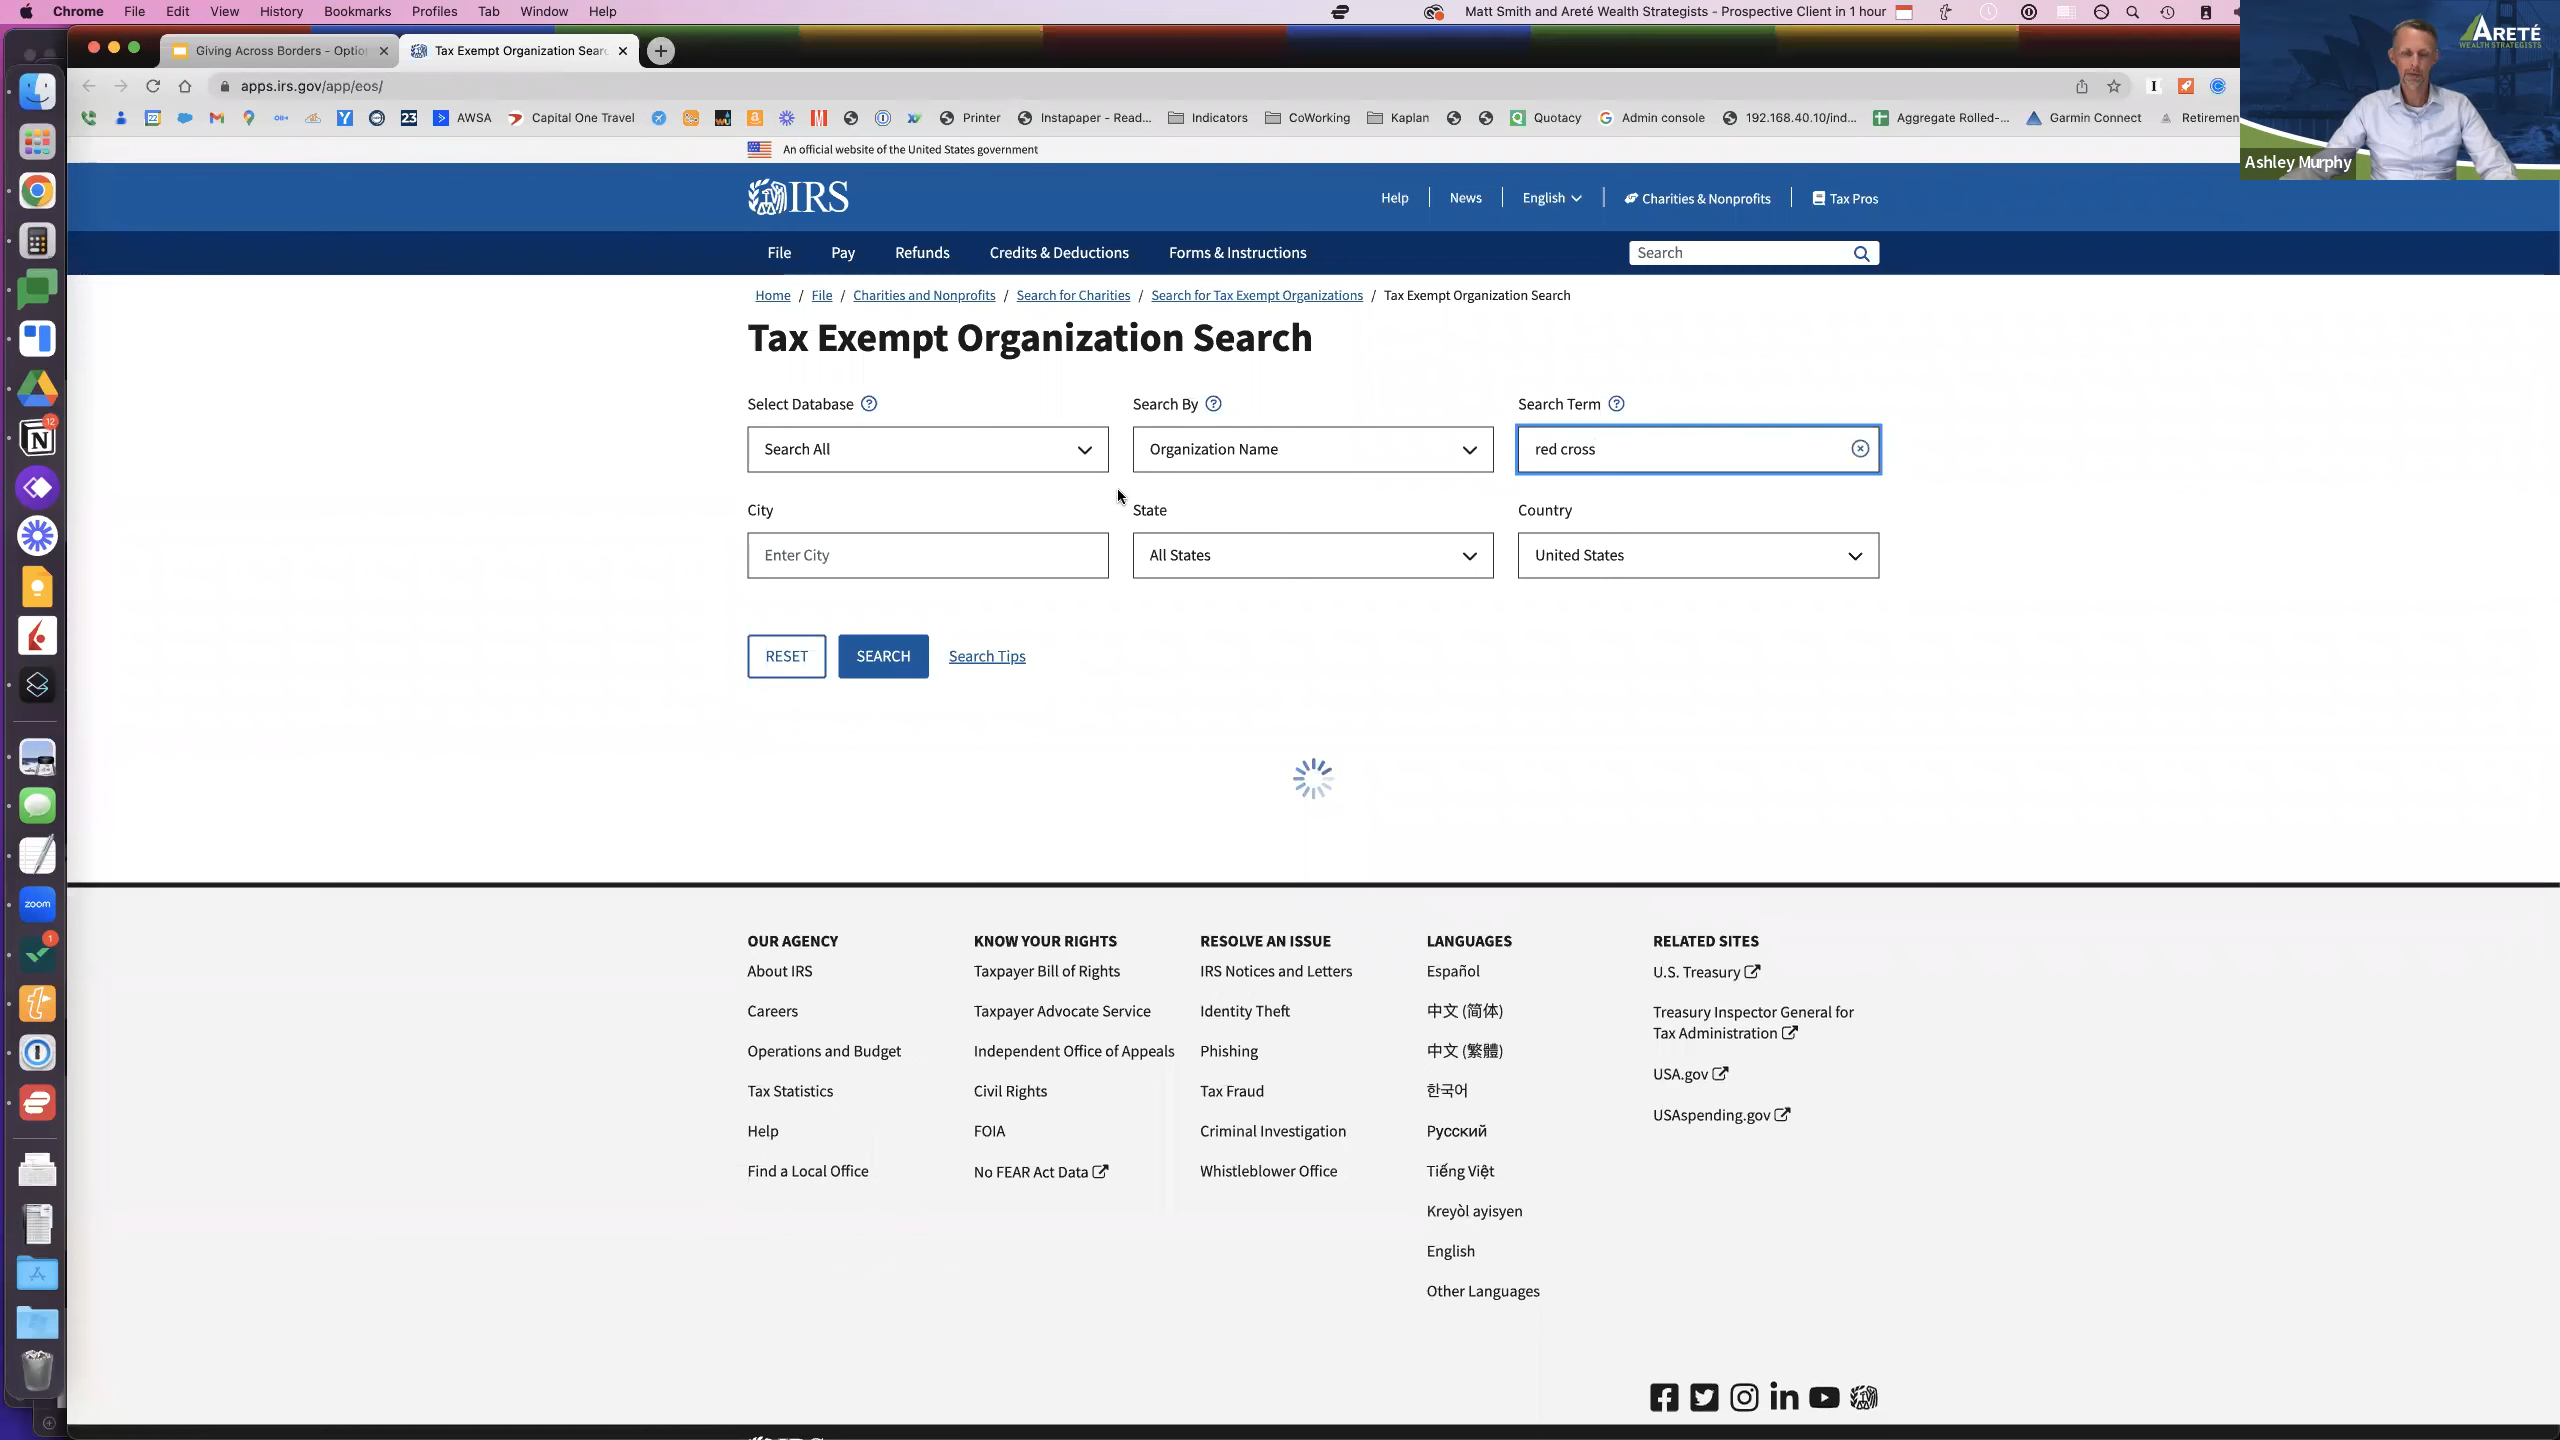 Chrome File Edit View History Bookmarks Profiles Tab Window Help
Matt Smith and Areté Wealth Strategists - Prospective Client in 1 hour
Giving Across Borders - Optio
Tax Exempt Organization Sear
apps.irs.gov/app/eos/
AWSA Capital One Travel Printer Instapaper - Read... Indicators CoWorking Kaplan Quotacy Admin console 192.168.40.10/ind... Aggregate Rolled-... Garmin Connect Retiremen
ARETÉ
WEALTH STRATEGISTS
Ashley Murphy
An official website of the United States government
IRS
Help News English Charities & Nonprofits Tax Pros
File Pay Refunds Credits & Deductions Forms & Instructions
Search
Home / File / Charities and Nonprofits / Search for Charities / Search for Tax Exempt Organizations / Tax Exempt Organization Search
Tax Exempt Organization Search
Select Database Search By Search Term
Search All Organization Name red cross
City State Country
Enter City All States United States
RESET SEARCH Search Tips
12
zoom
1
OUR AGENCY
About IRS
Careers
Operations and Budget
Tax Statistics
Help
Find a Local Office
KNOW YOUR RIGHTS
Taxpayer Bill of Rights
Taxpayer Advocate Service
Independent Office of Appeals
Civil Rights
FOIA
No FEAR Act Data
RESOLVE AN ISSUE
IRS Notices and Letters
Identity Theft
Phishing
Tax Fraud
Criminal Investigation
Whistleblower Office
LANGUAGES
Español
中文 (简体)
中文 (繁體)
한국어
Русский
Tiếng Việt
Kreyòl ayisyen
English
Other Languages
RELATED SITES
U.S. Treasury
Treasury Inspector General for
Tax Administration
USA.gov
USAspending.gov